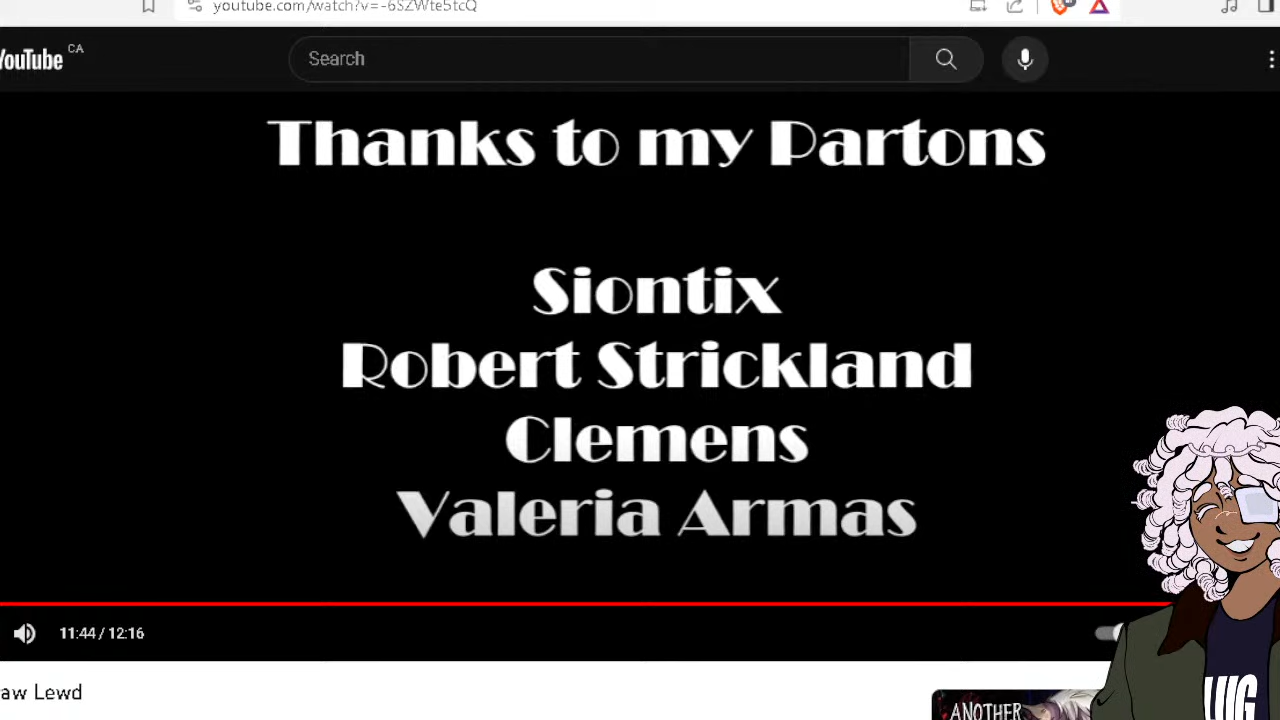 youtube.com/watch?v=-6SZWte5tcQ
YouTube CA
Search
Thanks to my Partons
Siontix
Robert Strickland
Clemens
Valeria Armas
11:44 / 12:16
aw Lewd
ANOTHER